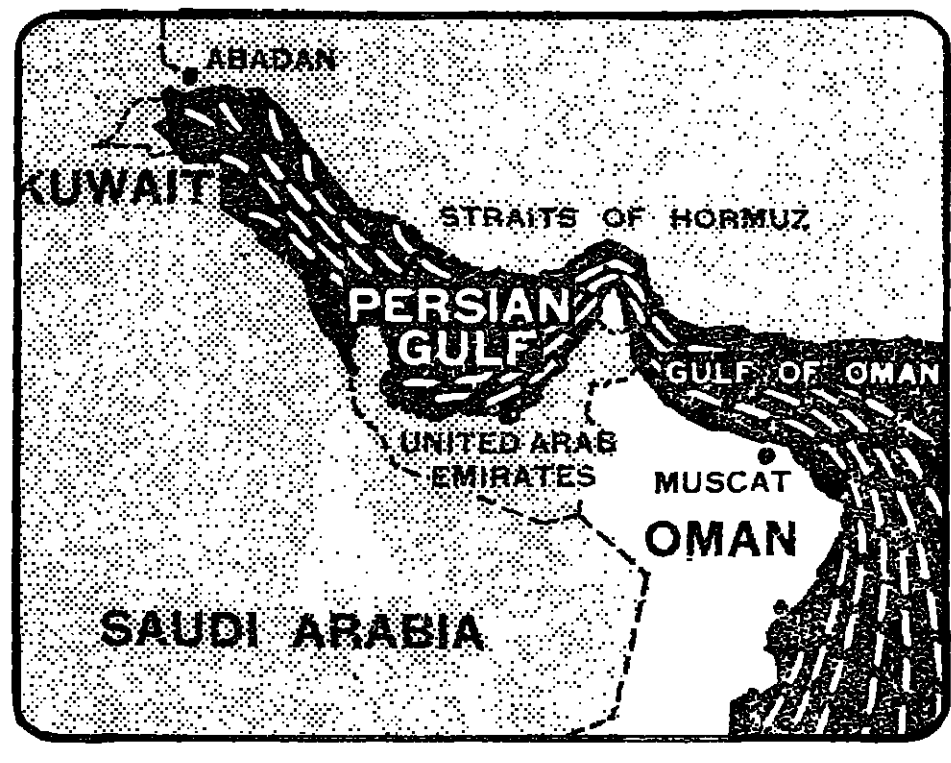 ABADAN
KUWAIT
STRAITS OF HORMUZ
PERSIAN
GULF
GULF OF OMAN
UNITED ARAB
EMIRATES
MUSCAT
OMAN
SAUDI ARABIA